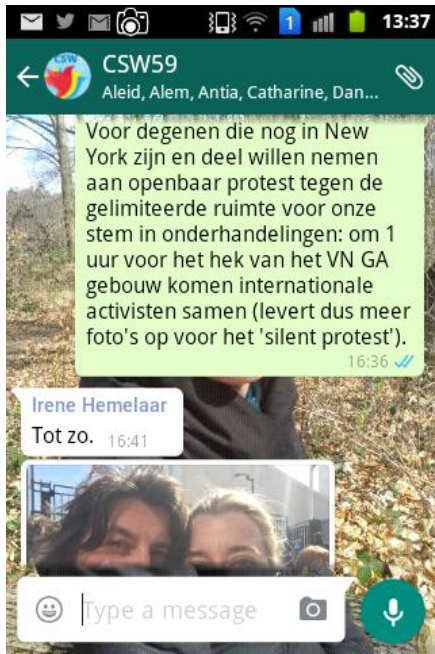 1
13:37
CSW
CSW59
Aleid, Alem, Antia, Catharine, Dan...
Voor degenen die nog in New
York zijn en deel willen nemen
aan openbaar protest tegen de
gelimiteerde ruimte voor onze
stem in onderhandelingen: om 1
uur voor het hek van het VN GA
gebouw komen internationale
activisten samen (levert dus meer
foto's op voor het 'silent protest').
16:36
Irene Hemelaar
Tot zo. 16:41
Type a message